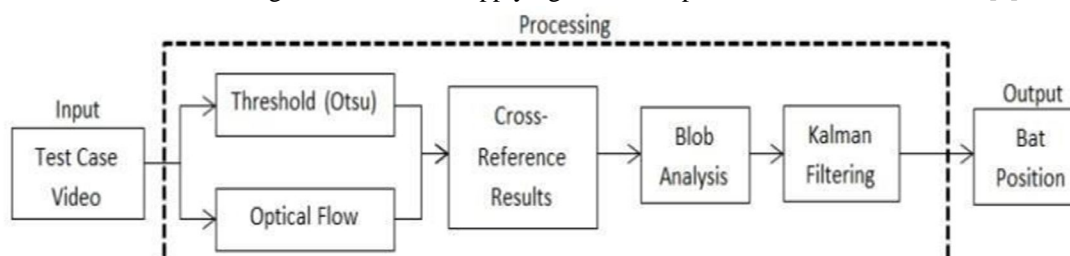 Processing
Input
Test Case
Video
Threshold (Otsu)
Optical Flow
Cross-
Reference
Results
Blob
Analysis
Kalman
Filtering
Output
Bat
Position